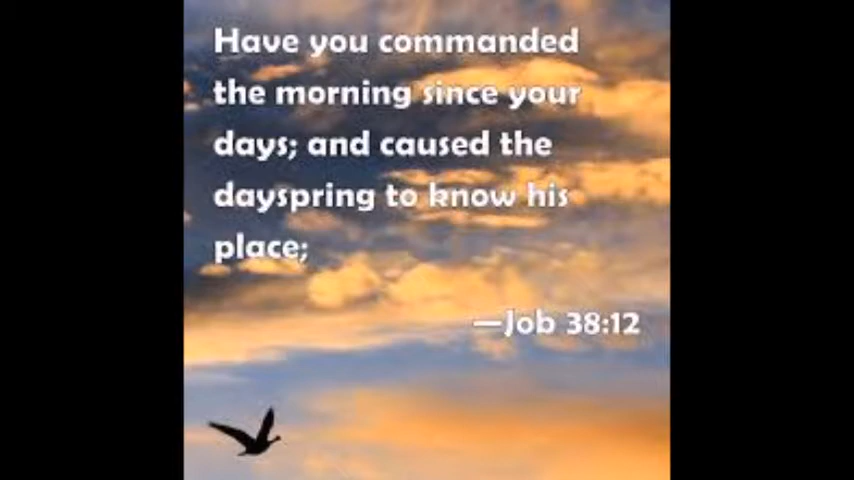 Have you commanded
the morning since your
days; and caused the
dayspring to know his
place;
—Job 38:12